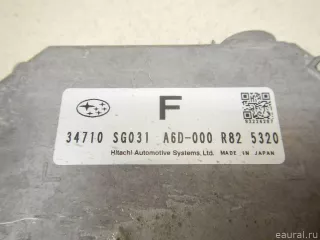 F
34710 SG031 A6D-000 R82 5320
Hitachi Automotive Systems,Ltd. MADE IN JAPAN
eaural.ru